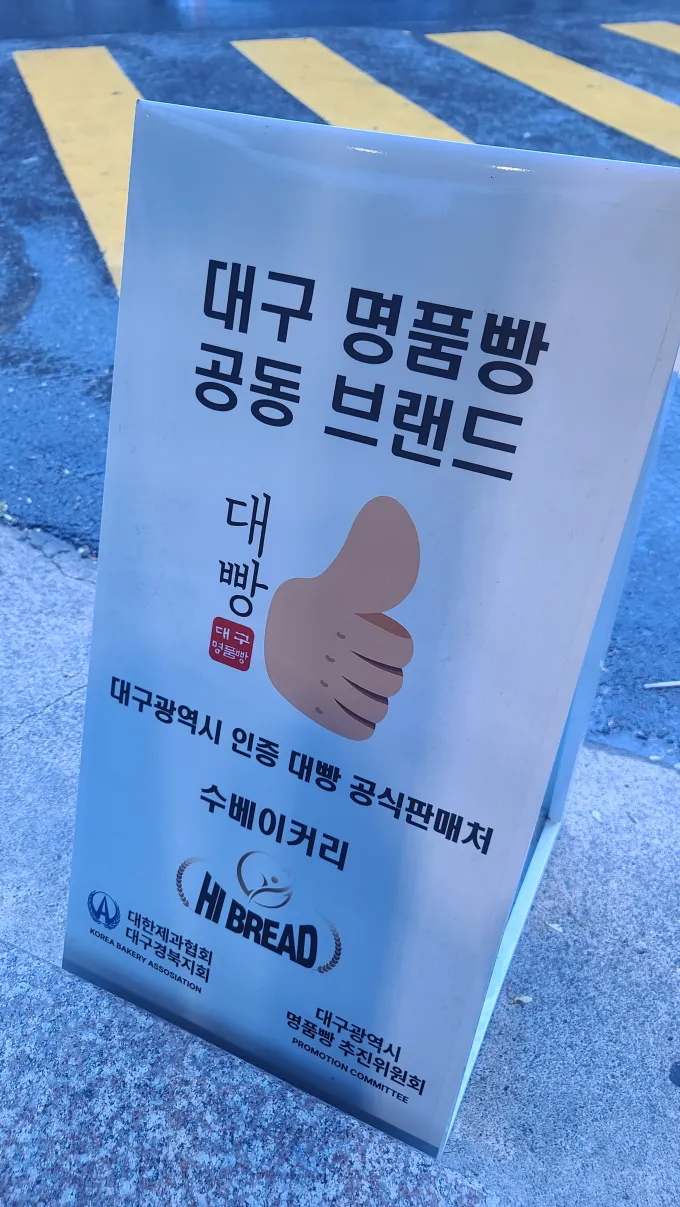 대구 명품빵
공동 브랜드
대
빵
대구
명품빵
대구광역시 인증 대빵 공식판매처
수베이커리
HI BREAD
대한제과협회
대구경북지회
KOREA BAKERY ASSOSIATION
대구광역시
명품빵 추진위원회
PROMOTION COMMITTEE